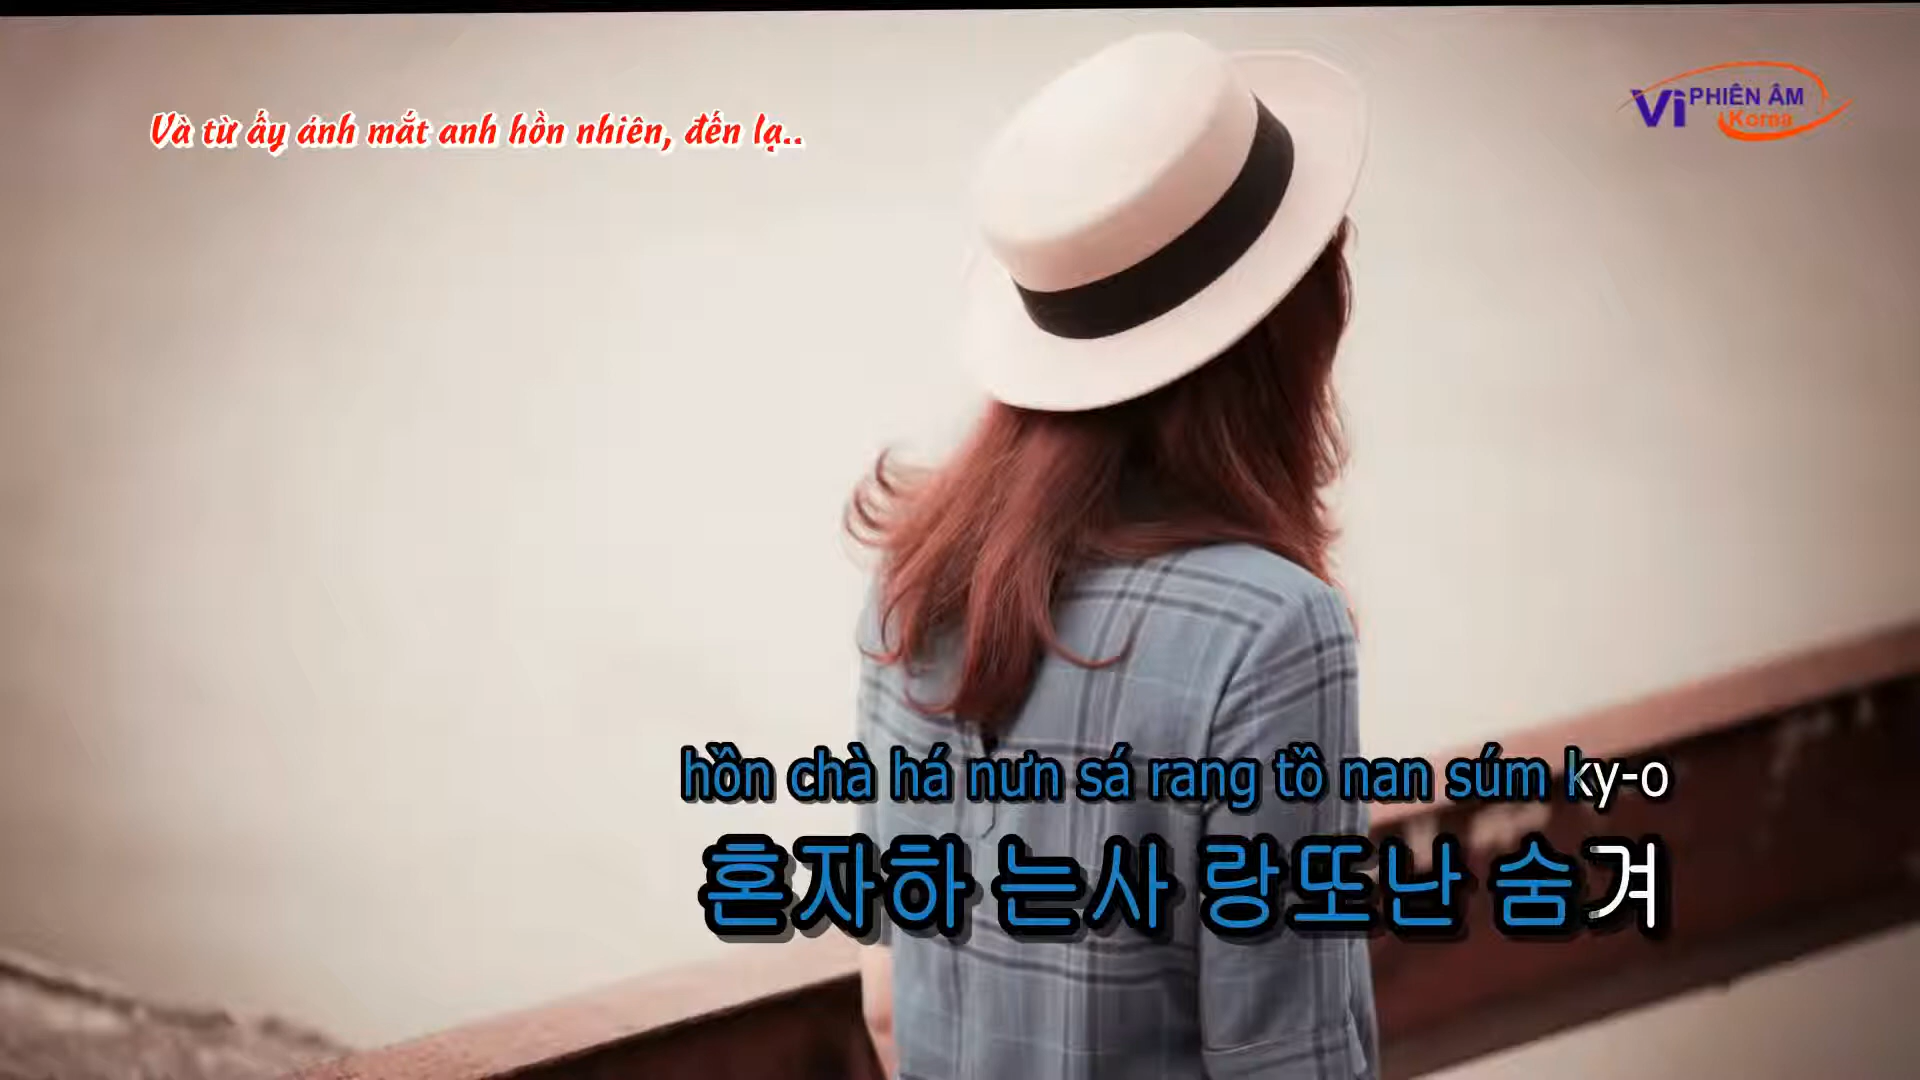 Và từ ấy ánh mắt anh hồn nhiên, đến lạ..
Vi PHIÊN ÂM
Korea
hồn chà há nưn sá rang tồ nan súm ky-o
혼자하 는사 랑또난 숨겨